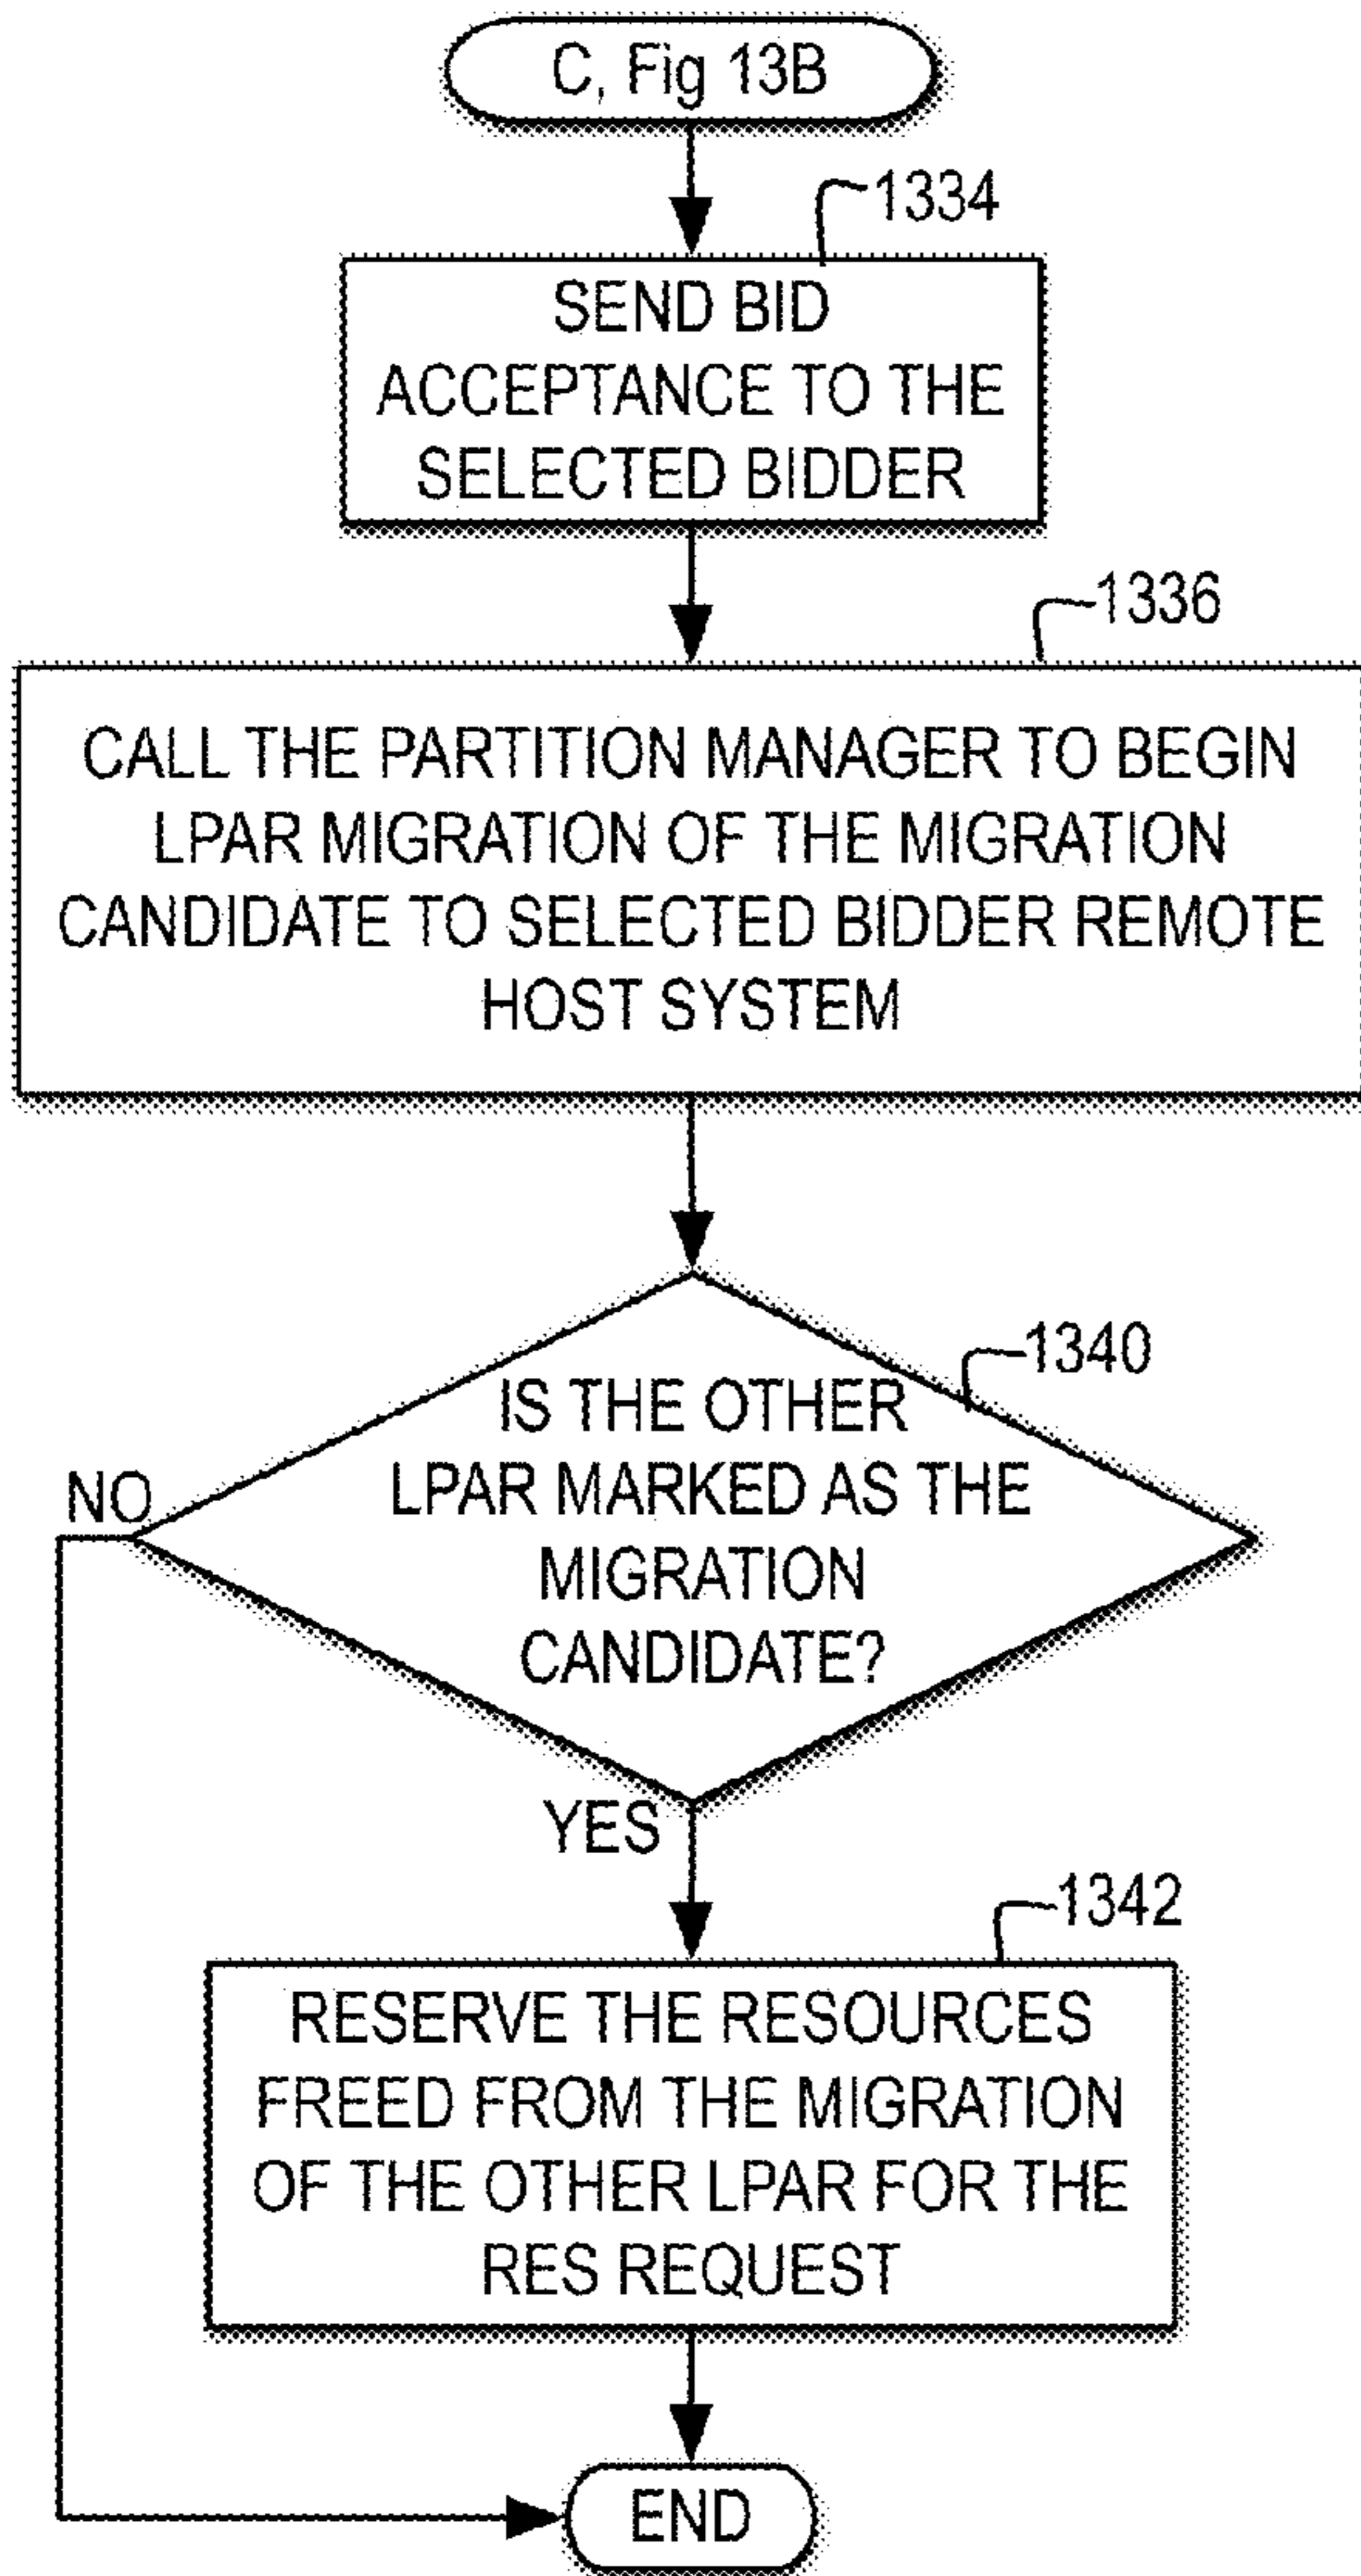 C, Fig 13B
1334
SEND BID
ACCEPTANCE TO THE
SELECTED BIDDER
1336
CALL THE PARTITION MANAGER TO BEGIN
LPAR MIGRATION OF THE MIGRATION
CANDIDATE TO SELECTED BIDDER REMOTE
HOST SYSTEM
1340
IS THE OTHER
LPAR MARKED AS THE
MIGRATION
CANDIDATE?
NO
YES
1342
RESERVE THE RESOURCES
FREED FROM THE MIGRATION
OF THE OTHER LPAR FOR THE
RES REQUEST
END